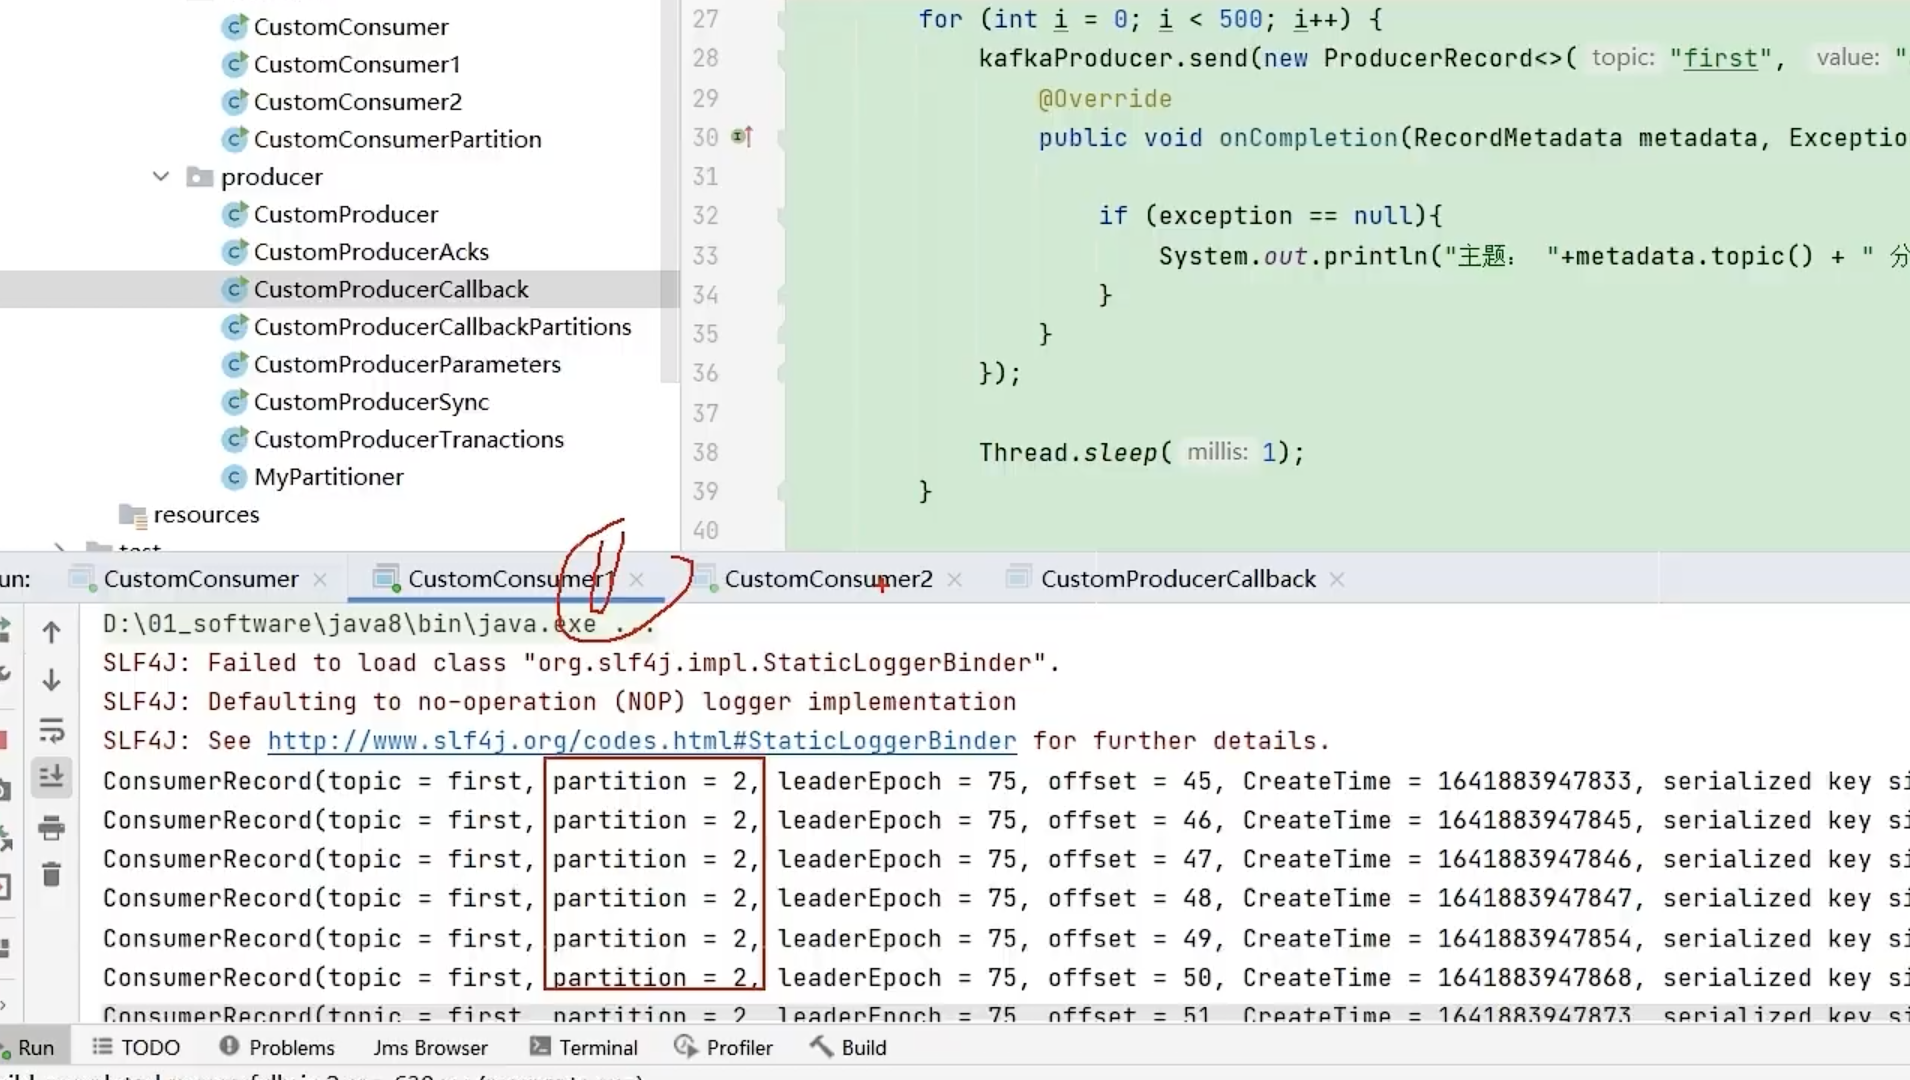 CustomConsumer
CustomConsumer1
CustomConsumer2
CustomConsumerPartition
producer
CustomProducer
CustomProducerAcks
CustomProducerCallback
CustomProducerCallbackPartitions
CustomProducerParameters
CustomProducerSync
CustomProducerTranactions
MyPartitioner
resources
test
27 for (int i = 0; i < 500; i++) {
28 kafkaProducer.send(new ProducerRecord<>( topic: "first", value: "
29 @Override
30 public void onCompletion(RecordMetadata metadata, Exceptio
31
32 if (exception == null){
33 System.out.println("主题: "+metadata.topic() + " 分
34 }
35 }
36 });
37
38 Thread.sleep( millis: 1);
39 }
40
un: CustomConsumer CustomConsumer1 CustomConsumer2 CustomProducerCallback
D:\01_software\java8\bin\java.exe ...
SLF4J: Failed to load class "org.slf4j.impl.StaticLoggerBinder".
SLF4J: Defaulting to no-operation (NOP) logger implementation
SLF4J: See http://www.slf4j.org/codes.html#StaticLoggerBinder for further details.
ConsumerRecord(topic = first, partition = 2, leaderEpoch = 75, offset = 45, CreateTime = 1641883947833, serialized key si
ConsumerRecord(topic = first, partition = 2, leaderEpoch = 75, offset = 46, CreateTime = 1641883947845, serialized key si
ConsumerRecord(topic = first, partition = 2, leaderEpoch = 75, offset = 47, CreateTime = 1641883947846, serialized key si
ConsumerRecord(topic = first, partition = 2, leaderEpoch = 75, offset = 48, CreateTime = 1641883947847, serialized key si
ConsumerRecord(topic = first, partition = 2, leaderEpoch = 75, offset = 49, CreateTime = 1641883947854, serialized key si
ConsumerRecord(topic = first, partition = 2, leaderEpoch = 75, offset = 50, CreateTime = 1641883947868, serialized key si
ConsumerRecord(topic = first, partition = 2, leaderEpoch = 75, offset = 51, CreateTime = 1641883947873, serialized key si
Run TODO Problems Jms Browser Terminal Profiler Build